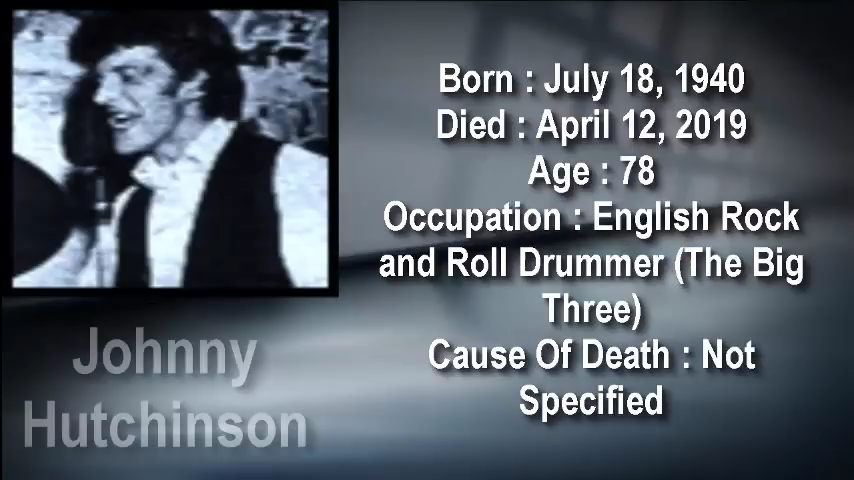 Born : July 18, 1940
Died : April 12, 2019
Age : 78
Occupation : English Rock
and Roll Drummer (The Big
Three)
Cause Of Death : Not
Specified
Johnny
Hutchinson